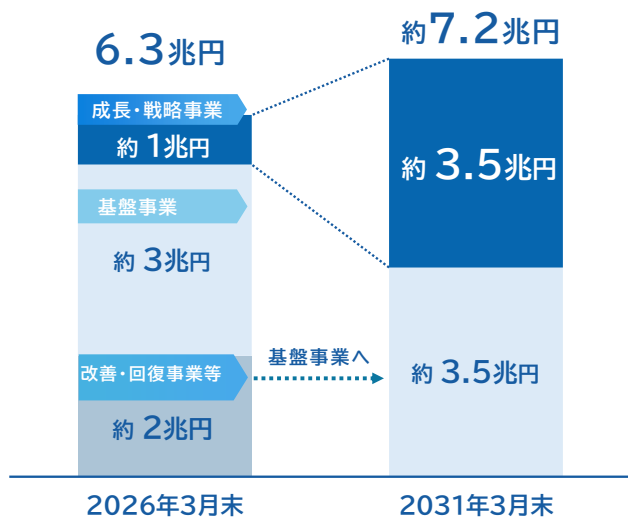 6.3兆円
約7.2兆円
成長・戦略事業
約 1兆円
約 3.5兆円
基盤事業
約 3兆円
基盤事業へ
改善・回復事業等
約 3.5兆円
約 2兆円
2026年3月末
2031年3月末